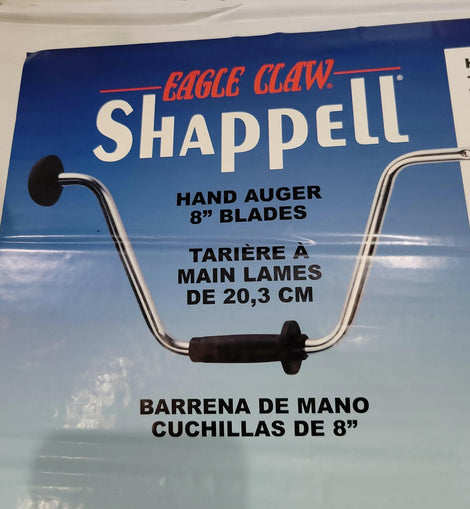 EAGLE CLAW®
SHAPPELL®
HAND AUGER
8” BLADES
TARIÈRE À
MAIN LAMES
DE 20,3 CM
BARRENA DE MANO
CUCHILLAS DE 8”